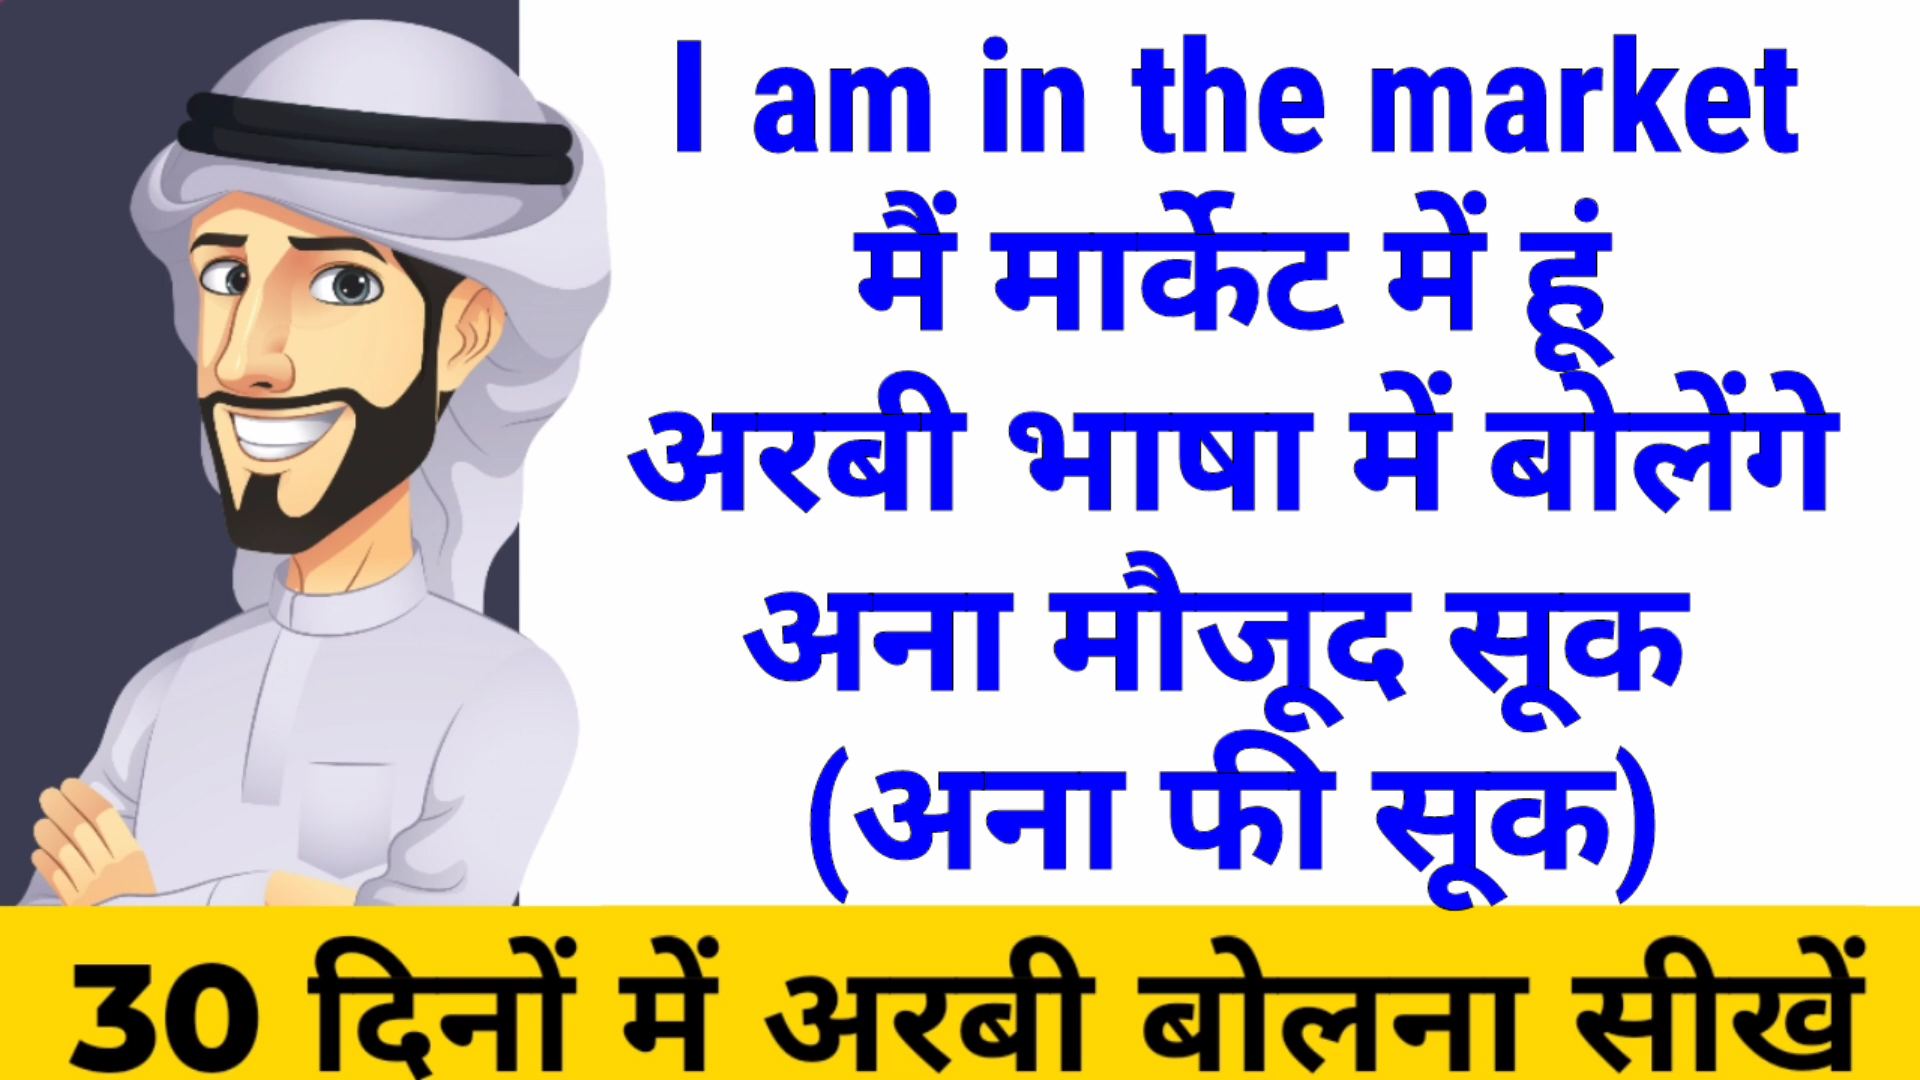 I am in the market
मैं मार्केट में हूं
अरबी भाषा में बोलेंगे
अना मौजूद सूक
(अना फी सूक)
30 दिनों में अरबी बोलना सीखें